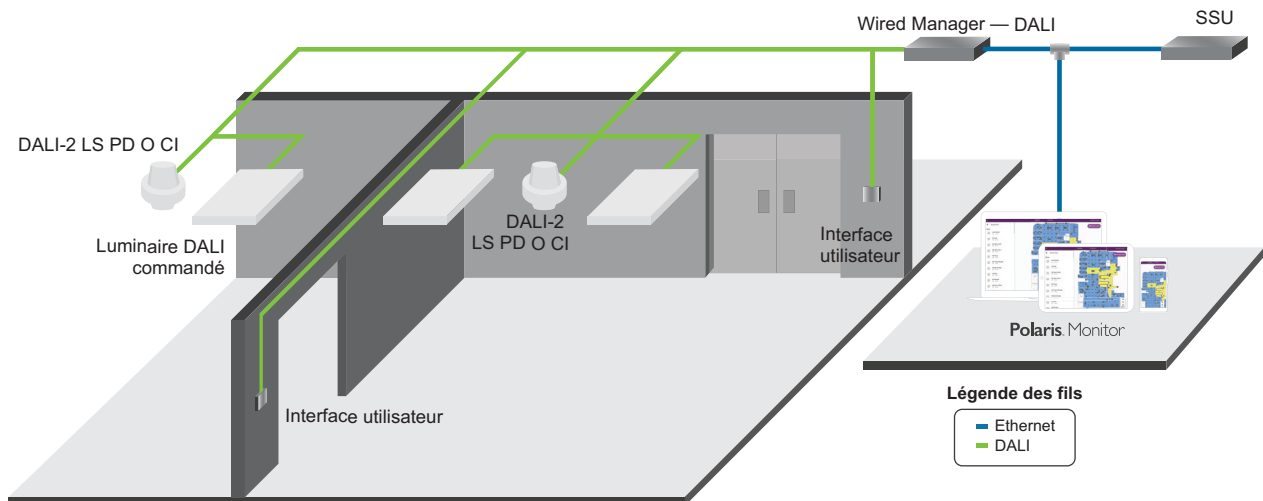 Wired Manager — DALI
SSU
DALI-2 LS PD O CI
Luminaire DALI
commandé
DALI-2
LS PD O CI
Interface
utilisateur
Interface utilisateur
Polaris. Monitor
Légende des fils
Ethernet
DALI